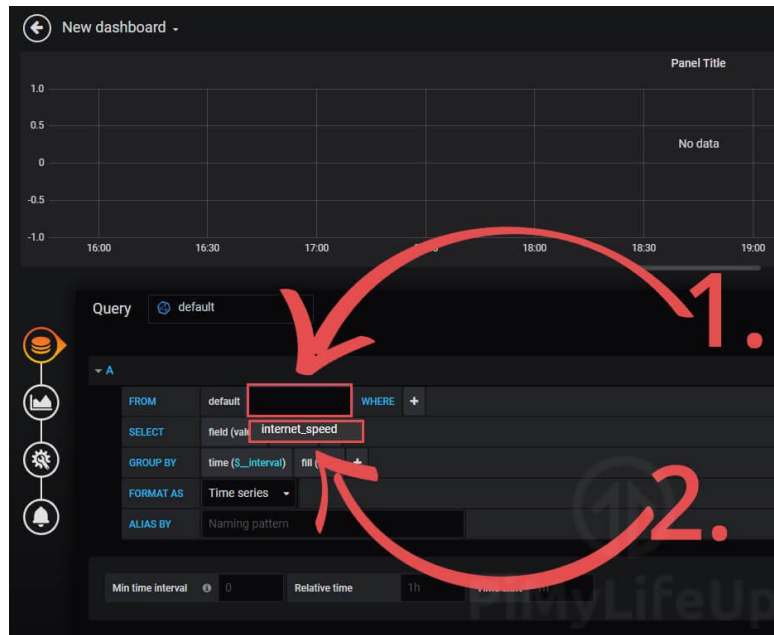 New dashboard
Panel Title
1.0
0.5
No data
0
-0.5
-1.0
16:00 16:30 17:00 18:00 18:30 19:00
1.
Query default
A
FROM default WHERE +
internet_speed
SELECT field
GROUP BY time ($__interval) fill +
FORMAT AS Time series
2.
ALIAS BY Naming pattern
Min time interval 0 Relative time 1h
PiMyLifeUp